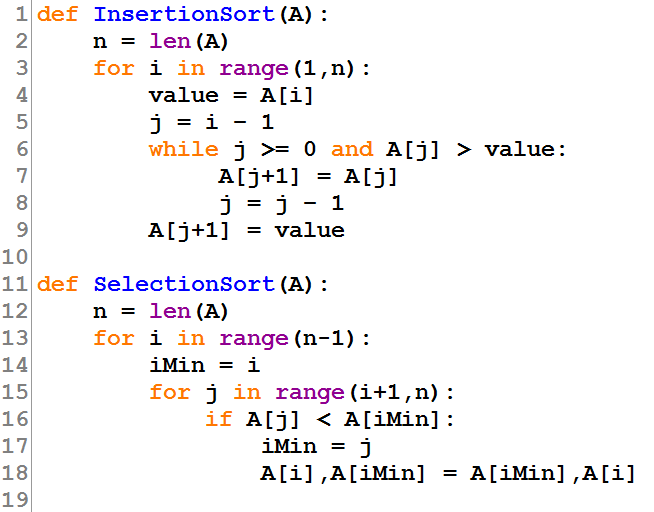 1 def InsertionSort(A):
2     n = len(A)
3     for i in range(1,n):
4         value = A[i]
5         j = i - 1
6         while j >= 0 and A[j] > value:
7              A[j+1] = A[j]
8              j = j - 1
9         A[j+1] = value
10
11 def SelectionSort(A):
12     n = len(A)
13     for i in range(n-1):
14         iMin = i
15         for j in range(i+1,n):
16             if A[j] < A[iMin]:
17                 iMin = j
18                 A[i],A[iMin] = A[iMin],A[i]
19